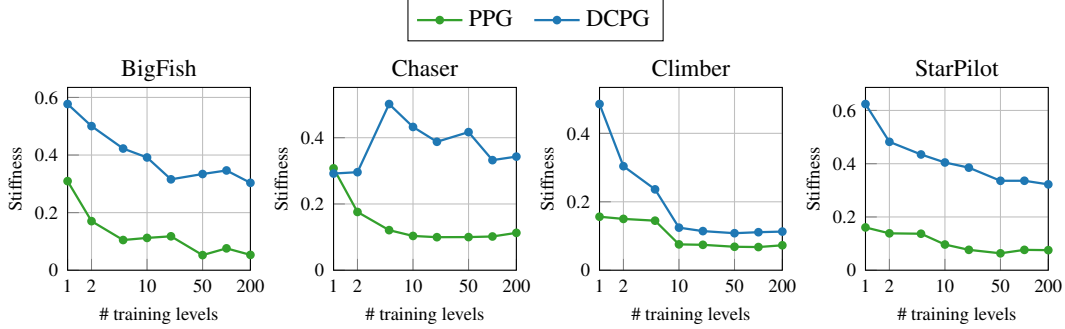 PPG DCPG
BigFish
Stiffness
0.6
0.4
0.2
0
1 2 10 50 200
# training levels
Chaser
Stiffness
0.4
0.2
0
1 2 10 50 200
# training levels
Climber
Stiffness
0.4
0.2
0
1 2 10 50 200
# training levels
StarPilot
Stiffness
0.6
0.4
0.2
0
1 2 10 50 200
# training levels